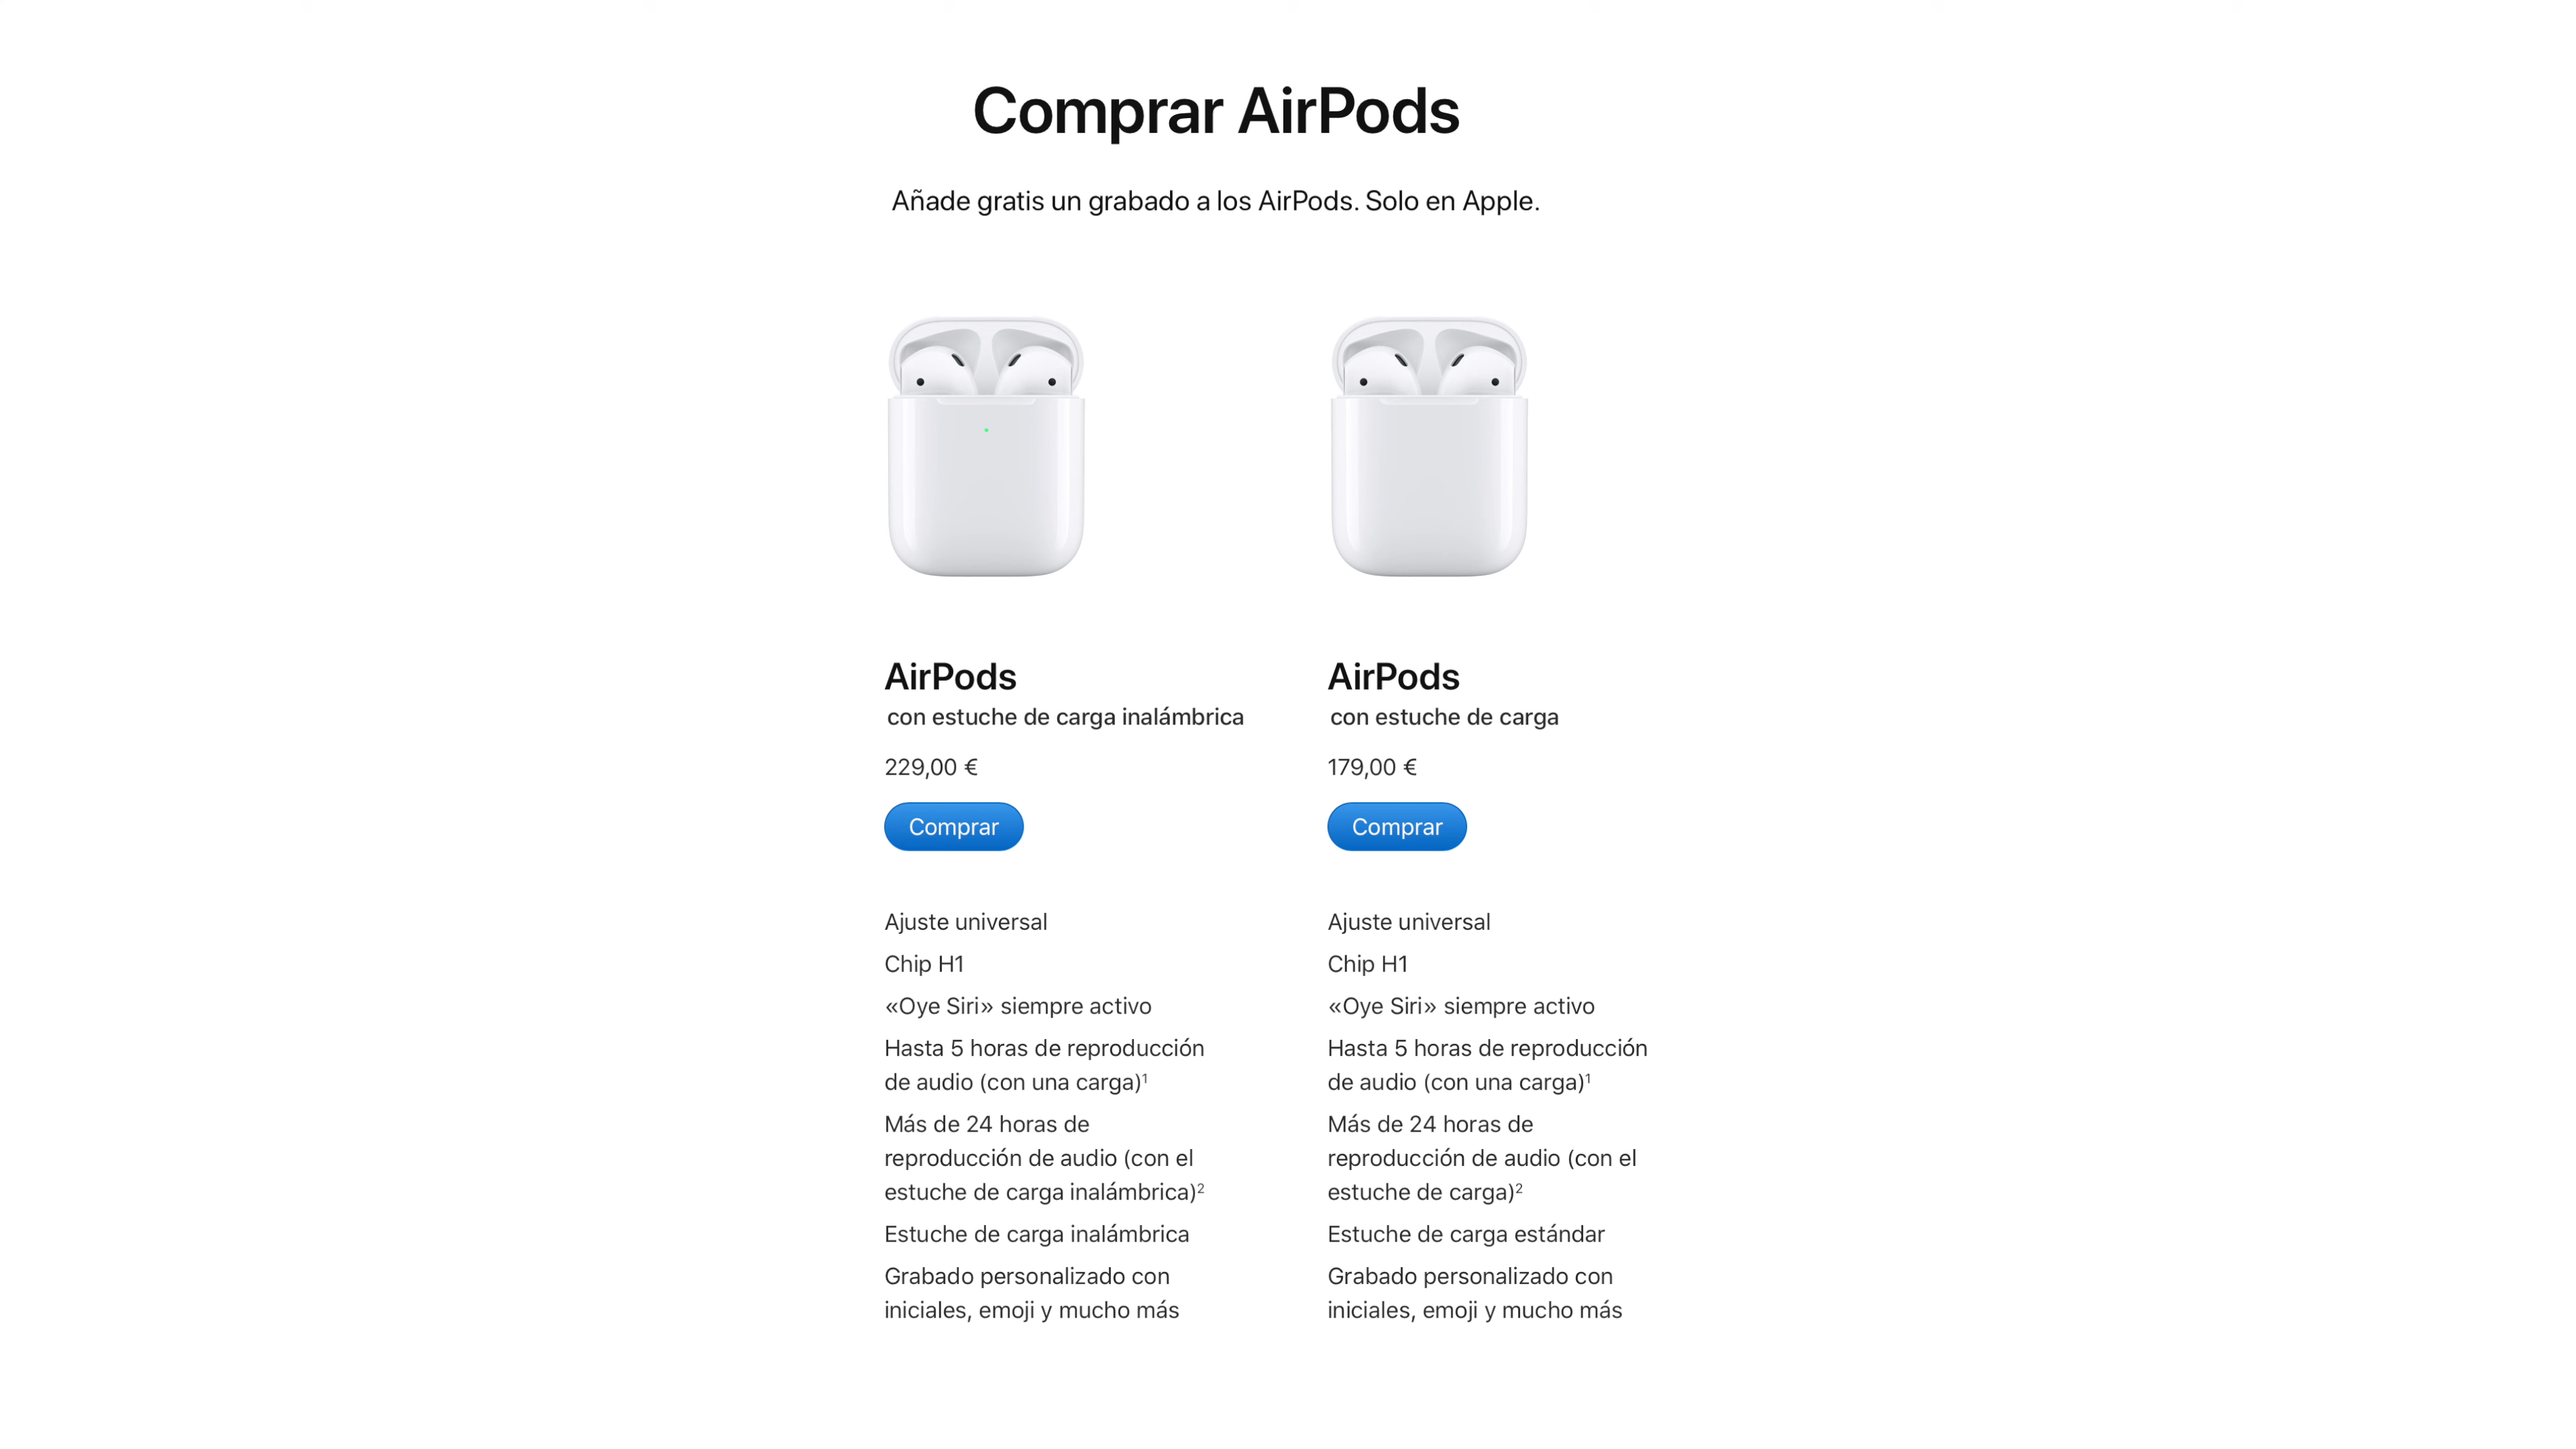 Comprar AirPods
Añade gratis un grabado a los AirPods. Solo en Apple.
AirPods
con estuche de carga inalámbrica
229,00 €
Comprar
Ajuste universal
Chip H1
«Oye Siri» siempre activo
Hasta 5 horas de reproducción
de audio (con una carga)¹
Más de 24 horas de
reproducción de audio (con el
estuche de carga inalámbrica)²
Estuche de carga inalámbrica
Grabado personalizado con
iniciales, emoji y mucho más
AirPods
con estuche de carga
179,00 €
Comprar
Ajuste universal
Chip H1
«Oye Siri» siempre activo
Hasta 5 horas de reproducción
de audio (con una carga)¹
Más de 24 horas de
reproducción de audio (con el
estuche de carga)²
Estuche de carga estándar
Grabado personalizado con
iniciales, emoji y mucho más